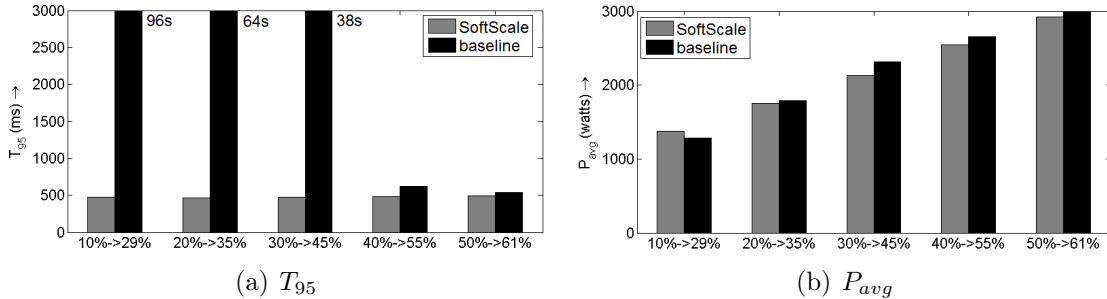 3000
2500
2000
1500
1000
500
0
T95 (ms) →
96s
64s
38s
SoftScale
baseline
10%->29%
20%->35%
30%->45%
40%->55%
50%->61%
(a) T95
3000
2000
1000
0
Pavg (watts) →
SoftScale
baseline
10%->29%
20%->35%
30%->45%
40%->55%
50%->61%
(b) Pavg